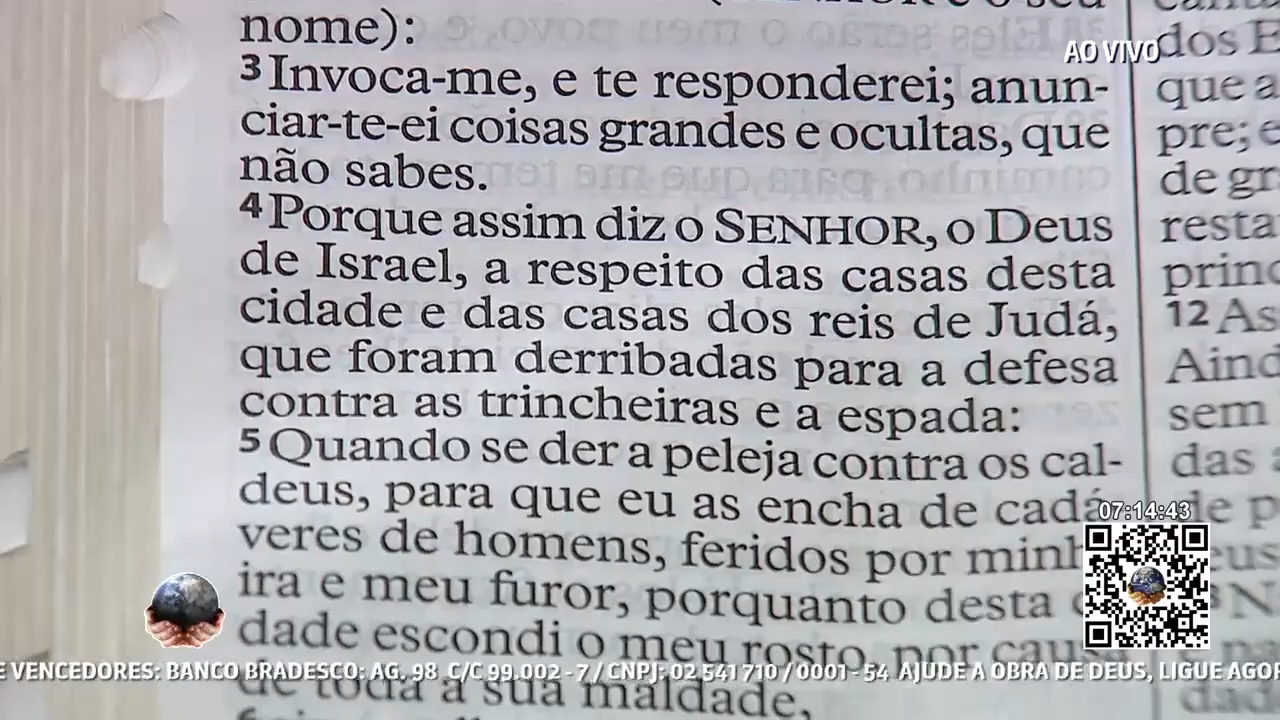 nome):
3 Invoca-me, e te responderei; anun-
ciar-te-ei coisas grandes e ocultas, que
não sabes.
4 Porque assim diz o SENHOR, o Deus
de Israel, a respeito das casas desta
cidade e das casas dos reis de Judá,
que foram derribadas para a defesa
contra as trincheiras e a espada:
5 Quando se der a peleja contra os cal-
deus, para que eu as encha de cadá
veres de homens, feridos por minh
ira e meu furor, porquanto desta
dade escondi o meu rosto, por
de toda a sua maldade,
dos E
que a
pre; e
de gr
resta
princ
12 As
Aind
sem
das a
de p
AO VIVO
07:14:43
E VENCEDORES: BANCO BRADESCO: AG. 98 C/C 99.002-7 / CNPJ: 02 541 710 / 0001-54 AJUDE A OBRA DE DEUS, LIGUE AGOR